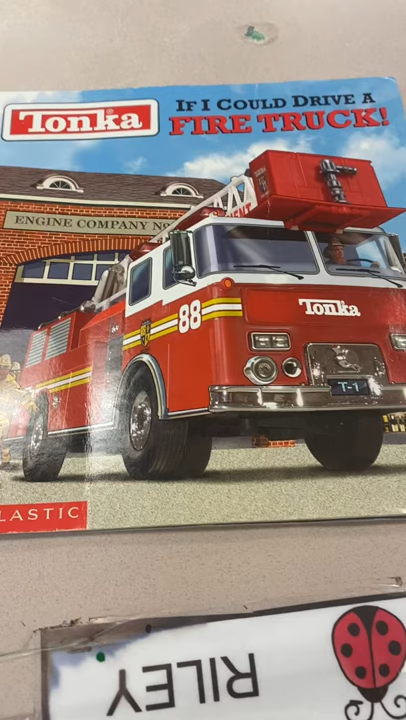 Tonka
IF I COULD DRIVE A
FIRE TRUCK!
ENGINE COMPANY NO
88
Tonka
T-1
LASTIC
RILEY